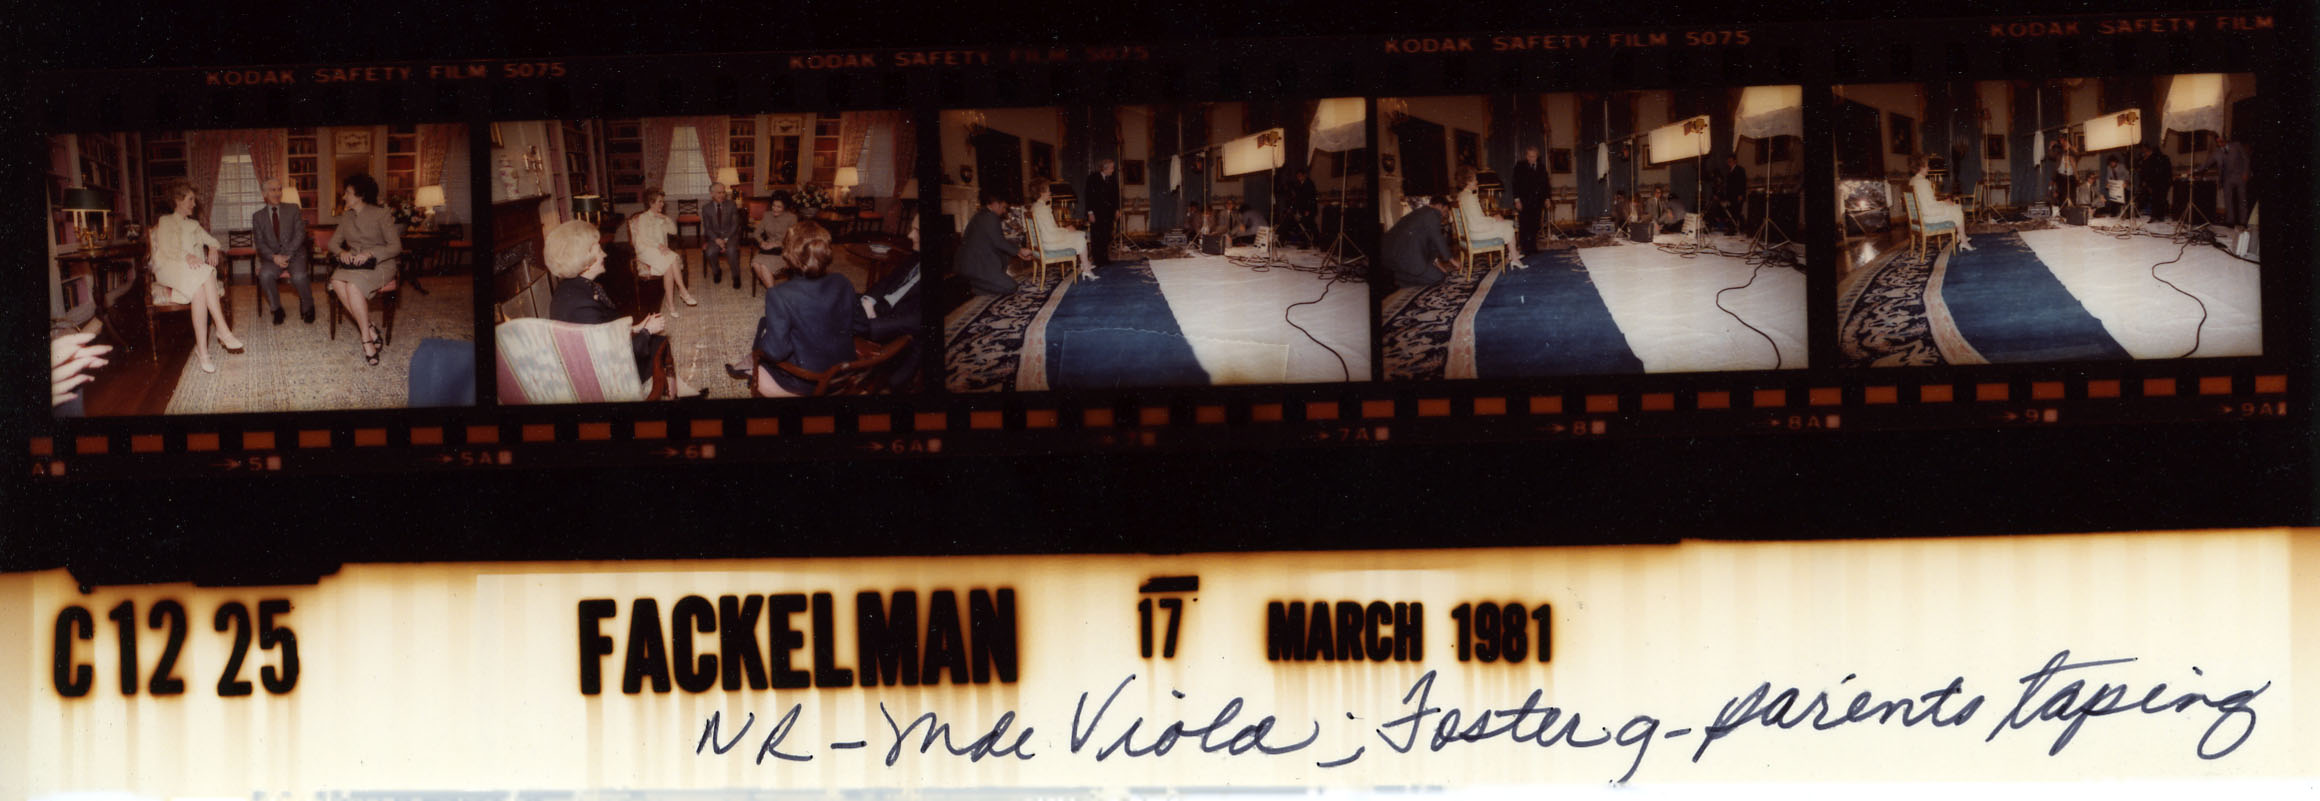 KODAK SAFETY FILM 5075 KODAK SAFETY FILM 5075 KODAK SAFETY FILM 5075 KODAK SAFETY FILM
A → 5 → 5A → 6 → 6A → 7 → 7A → 8 → 8A → 9 → 9A
C12 25 FACKELMAN 17 MARCH 1981
NR - Mde Viola; Foster g-parents taping